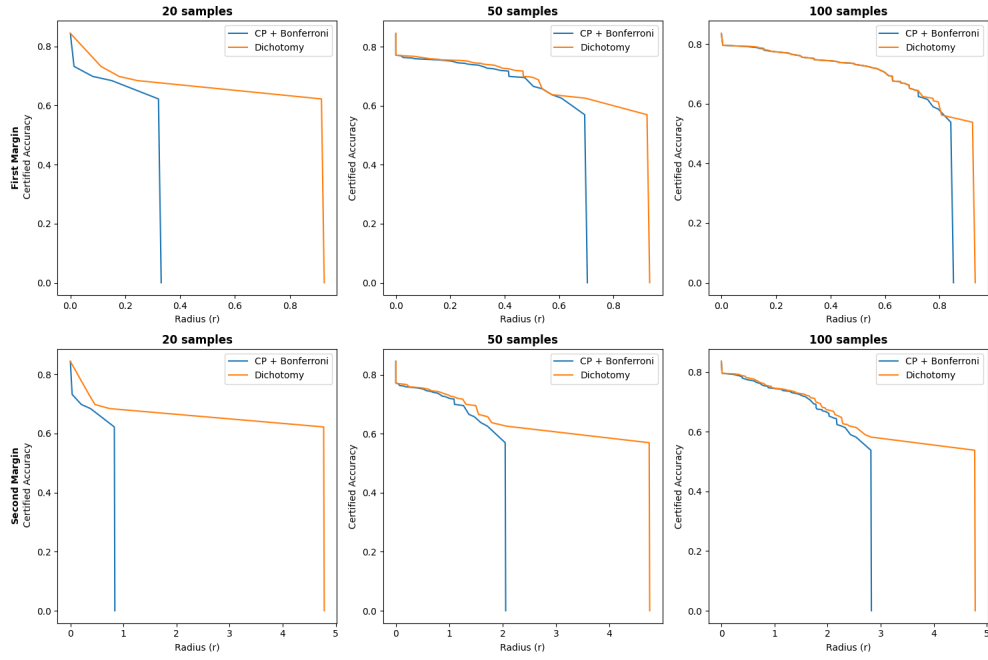 20 samples
50 samples
100 samples
First Margin
Certified Accuracy
0.8
0.6
0.4
0.2
0.0
CP + Bonferroni
Dichotomy
0.0 0.2 0.4 0.6 0.8
Radius (r)
Certified Accuracy
0.8
0.6
0.4
0.2
0.0
CP + Bonferroni
Dichotomy
0.0 0.2 0.4 0.6 0.8
Radius (r)
Certified Accuracy
0.8
0.6
0.4
0.2
0.0
CP + Bonferroni
Dichotomy
0.0 0.2 0.4 0.6 0.8
Radius (r)
20 samples
50 samples
100 samples
Second Margin
Certified Accuracy
0.8
0.6
0.4
0.2
0.0
CP + Bonferroni
Dichotomy
0 1 2 3 4 5
Radius (r)
Certified Accuracy
0.8
0.6
0.4
0.2
0.0
CP + Bonferroni
Dichotomy
0 1 2 3 4
Radius (r)
Certified Accuracy
0.8
0.6
0.4
0.2
0.0
CP + Bonferroni
Dichotomy
0 1 2 3 4 5
Radius (r)